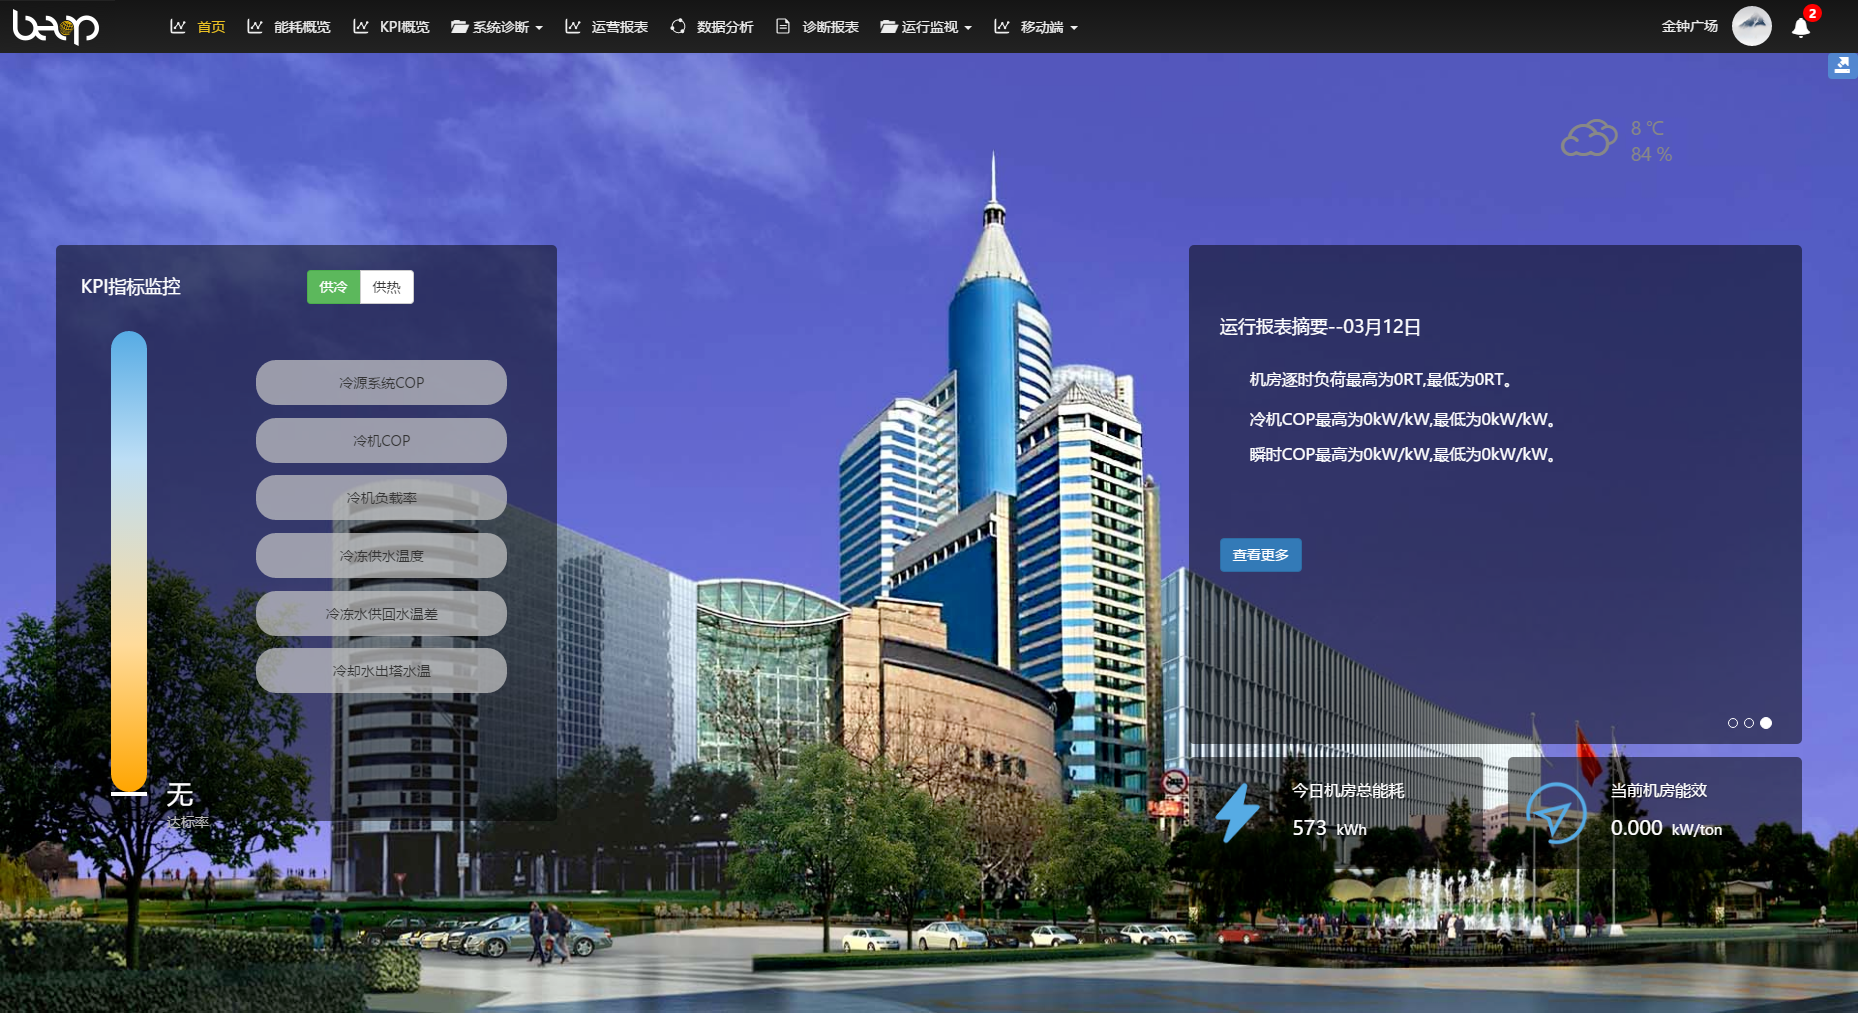 beop
首页
能耗概览
KPI概览
系统诊断
运营报表
数据分析
诊断报表
运行监视
移动端
金钟广场
2
8 ℃
84 %
KPI指标监控
供冷
供热
冷源系统COP
冷机COP
冷机负载率
冷冻供水温度
冷冻水供回水温差
冷却水出塔水温
无
达标率
运行报表摘要--03月12日
机房逐时负荷最高为0RT,最低为0RT。
冷机COP最高为0kW/kW,最低为0kW/kW。
瞬时COP最高为0kW/kW,最低为0kW/kW。
查看更多
今日机房总能耗
573 kWh
当前机房能效
0.000 kW/ton